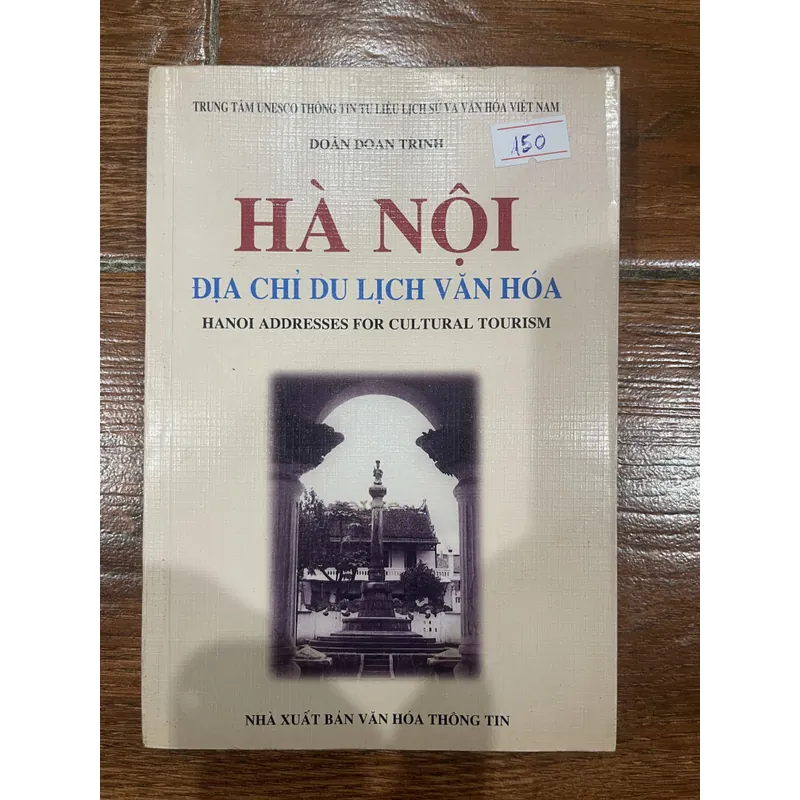 TRUNG TÂM UNESCO THÔNG TIN TƯ LIỆU LỊCH SỬ VÀ VĂN HÓA VIỆT NAM
DOÃN ĐOAN TRINH
150
HÀ NỘI
ĐỊA CHỈ DU LỊCH VĂN HÓA
HANOI ADDRESSES FOR CULTURAL TOURISM
NHÀ XUẤT BẢN VĂN HÓA THÔNG TIN